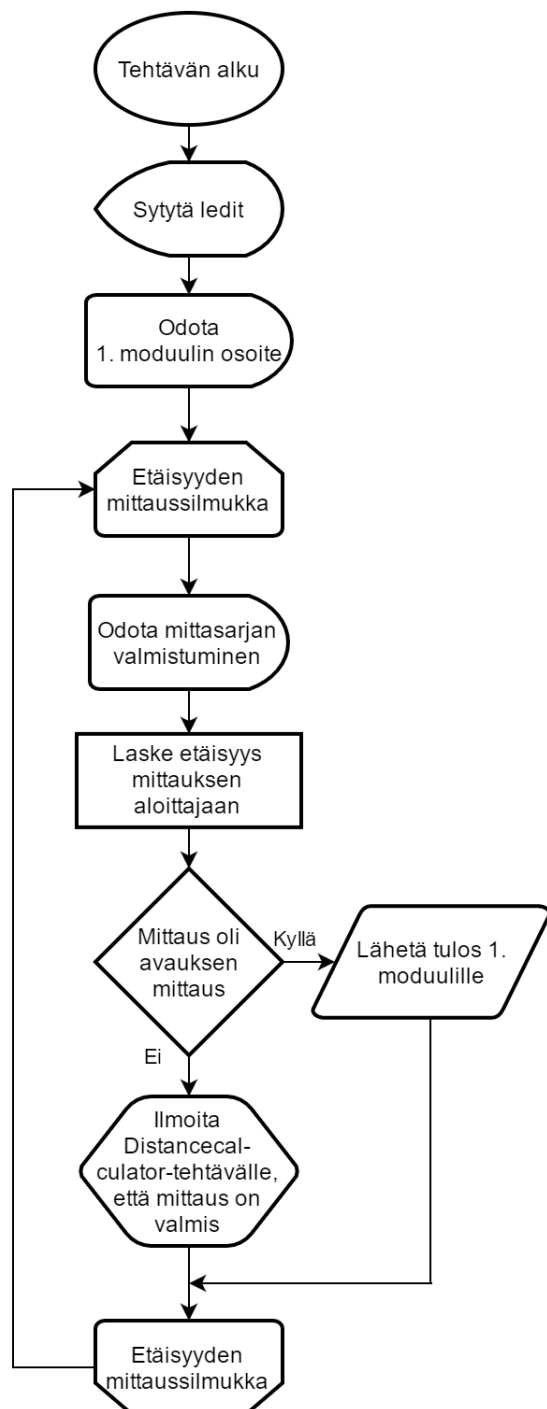 Tehtävän alku
Sytytä ledit
Odota
1. moduulin osoite
Etäisyyden
mittaussilmukka
Odota mittasarjan
valmistuminen
Laske etäisyys
mittauksen
aloittajaan
Mittaus oli
avauksen
mittaus
Kyllä
Lähetä tulos 1.
moduulille
Ei
Ilmoita
Distancecal-
culator-tehtävälle,
että mittaus on
valmis
Etäisyyden
mittaussilmukka